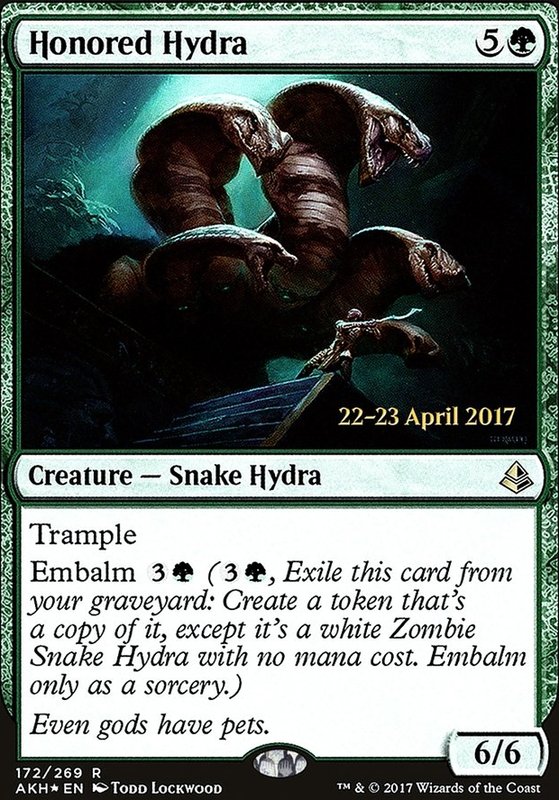 Honored Hydra 5
22–23 April 2017
Creature — Snake Hydra
Trample
Embalm 3 (3, Exile this card from
your graveyard: Create a token that's
a copy of it, except it's a white Zombie
Snake Hydra with no mana cost. Embalm
only as a sorcery.)
Even gods have pets.
6/6
172/269 R
AKH★EN Todd Lockwood
™ & © 2017 Wizards of the Coast